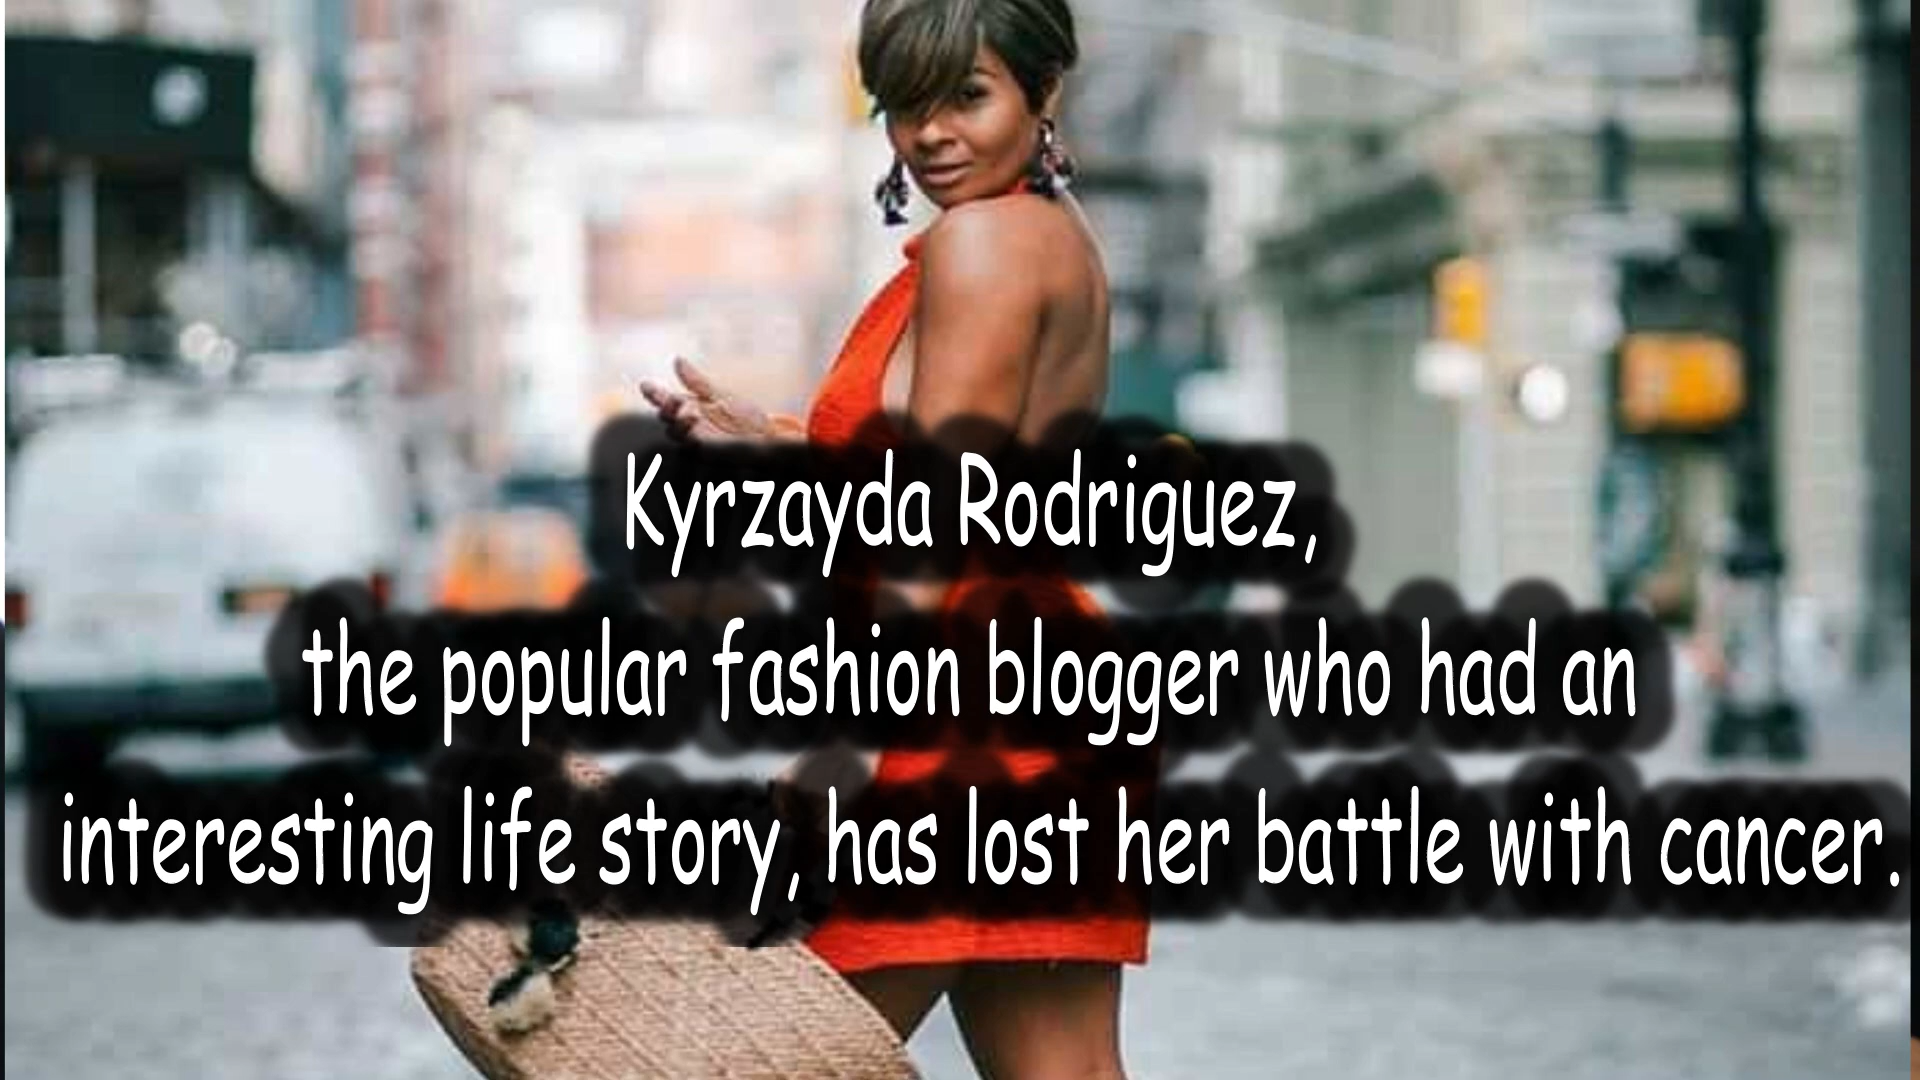 Kyrzayda Rodriguez,
the popular fashion blogger who had an
interesting life story, has lost her battle with cancer.